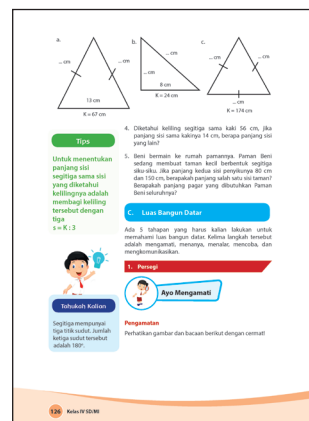 a.
b.
c.
... cm
... cm
... cm
... cm
... cm
... cm
13 cm
8 cm
... cm
K = 67 cm
K = 24 cm
K = 174 cm
4. Diketahui keliling segitiga sama kaki 56 cm, jika
panjang sisi sama kakinya 14 cm, berapa panjang sisi
yang lain?
5. Beni bermain ke rumah pamannya. Paman Beni
sedang membuat taman kecil berbentuk segitiga
siku-siku. Jika panjang kedua sisi penyikunya 80 cm
dan 150 cm, berapakah panjang salah satu sisi taman?
Berapakah panjang pagar yang dibutuhkan Paman
Beni seluruhnya?
Tips
Untuk menentukan
panjang sisi
segitiga sama sisi
yang diketahui
kelilingnya adalah
membagi keliling
tersebut dengan
tiga
s = K : 3
C. Luas Bangun Datar
Ada 5 tahapan yang harus kalian lakukan untuk
memahami luas bangun datar. Kelima langkah tersebut
adalah mengamati, menanya, menalar, mencoba, dan
mengkomunikasikan.
1. Persegi
Ayo Mengamati
Tahukah Kalian
Segitiga mempunyai
tiga titik sudut. Jumlah
ketiga sudut tersebut
adalah 180°.
Pengamatan
Perhatikan gambar dan bacaan berikut dengan cermat!
126 Kelas IV SD/MI